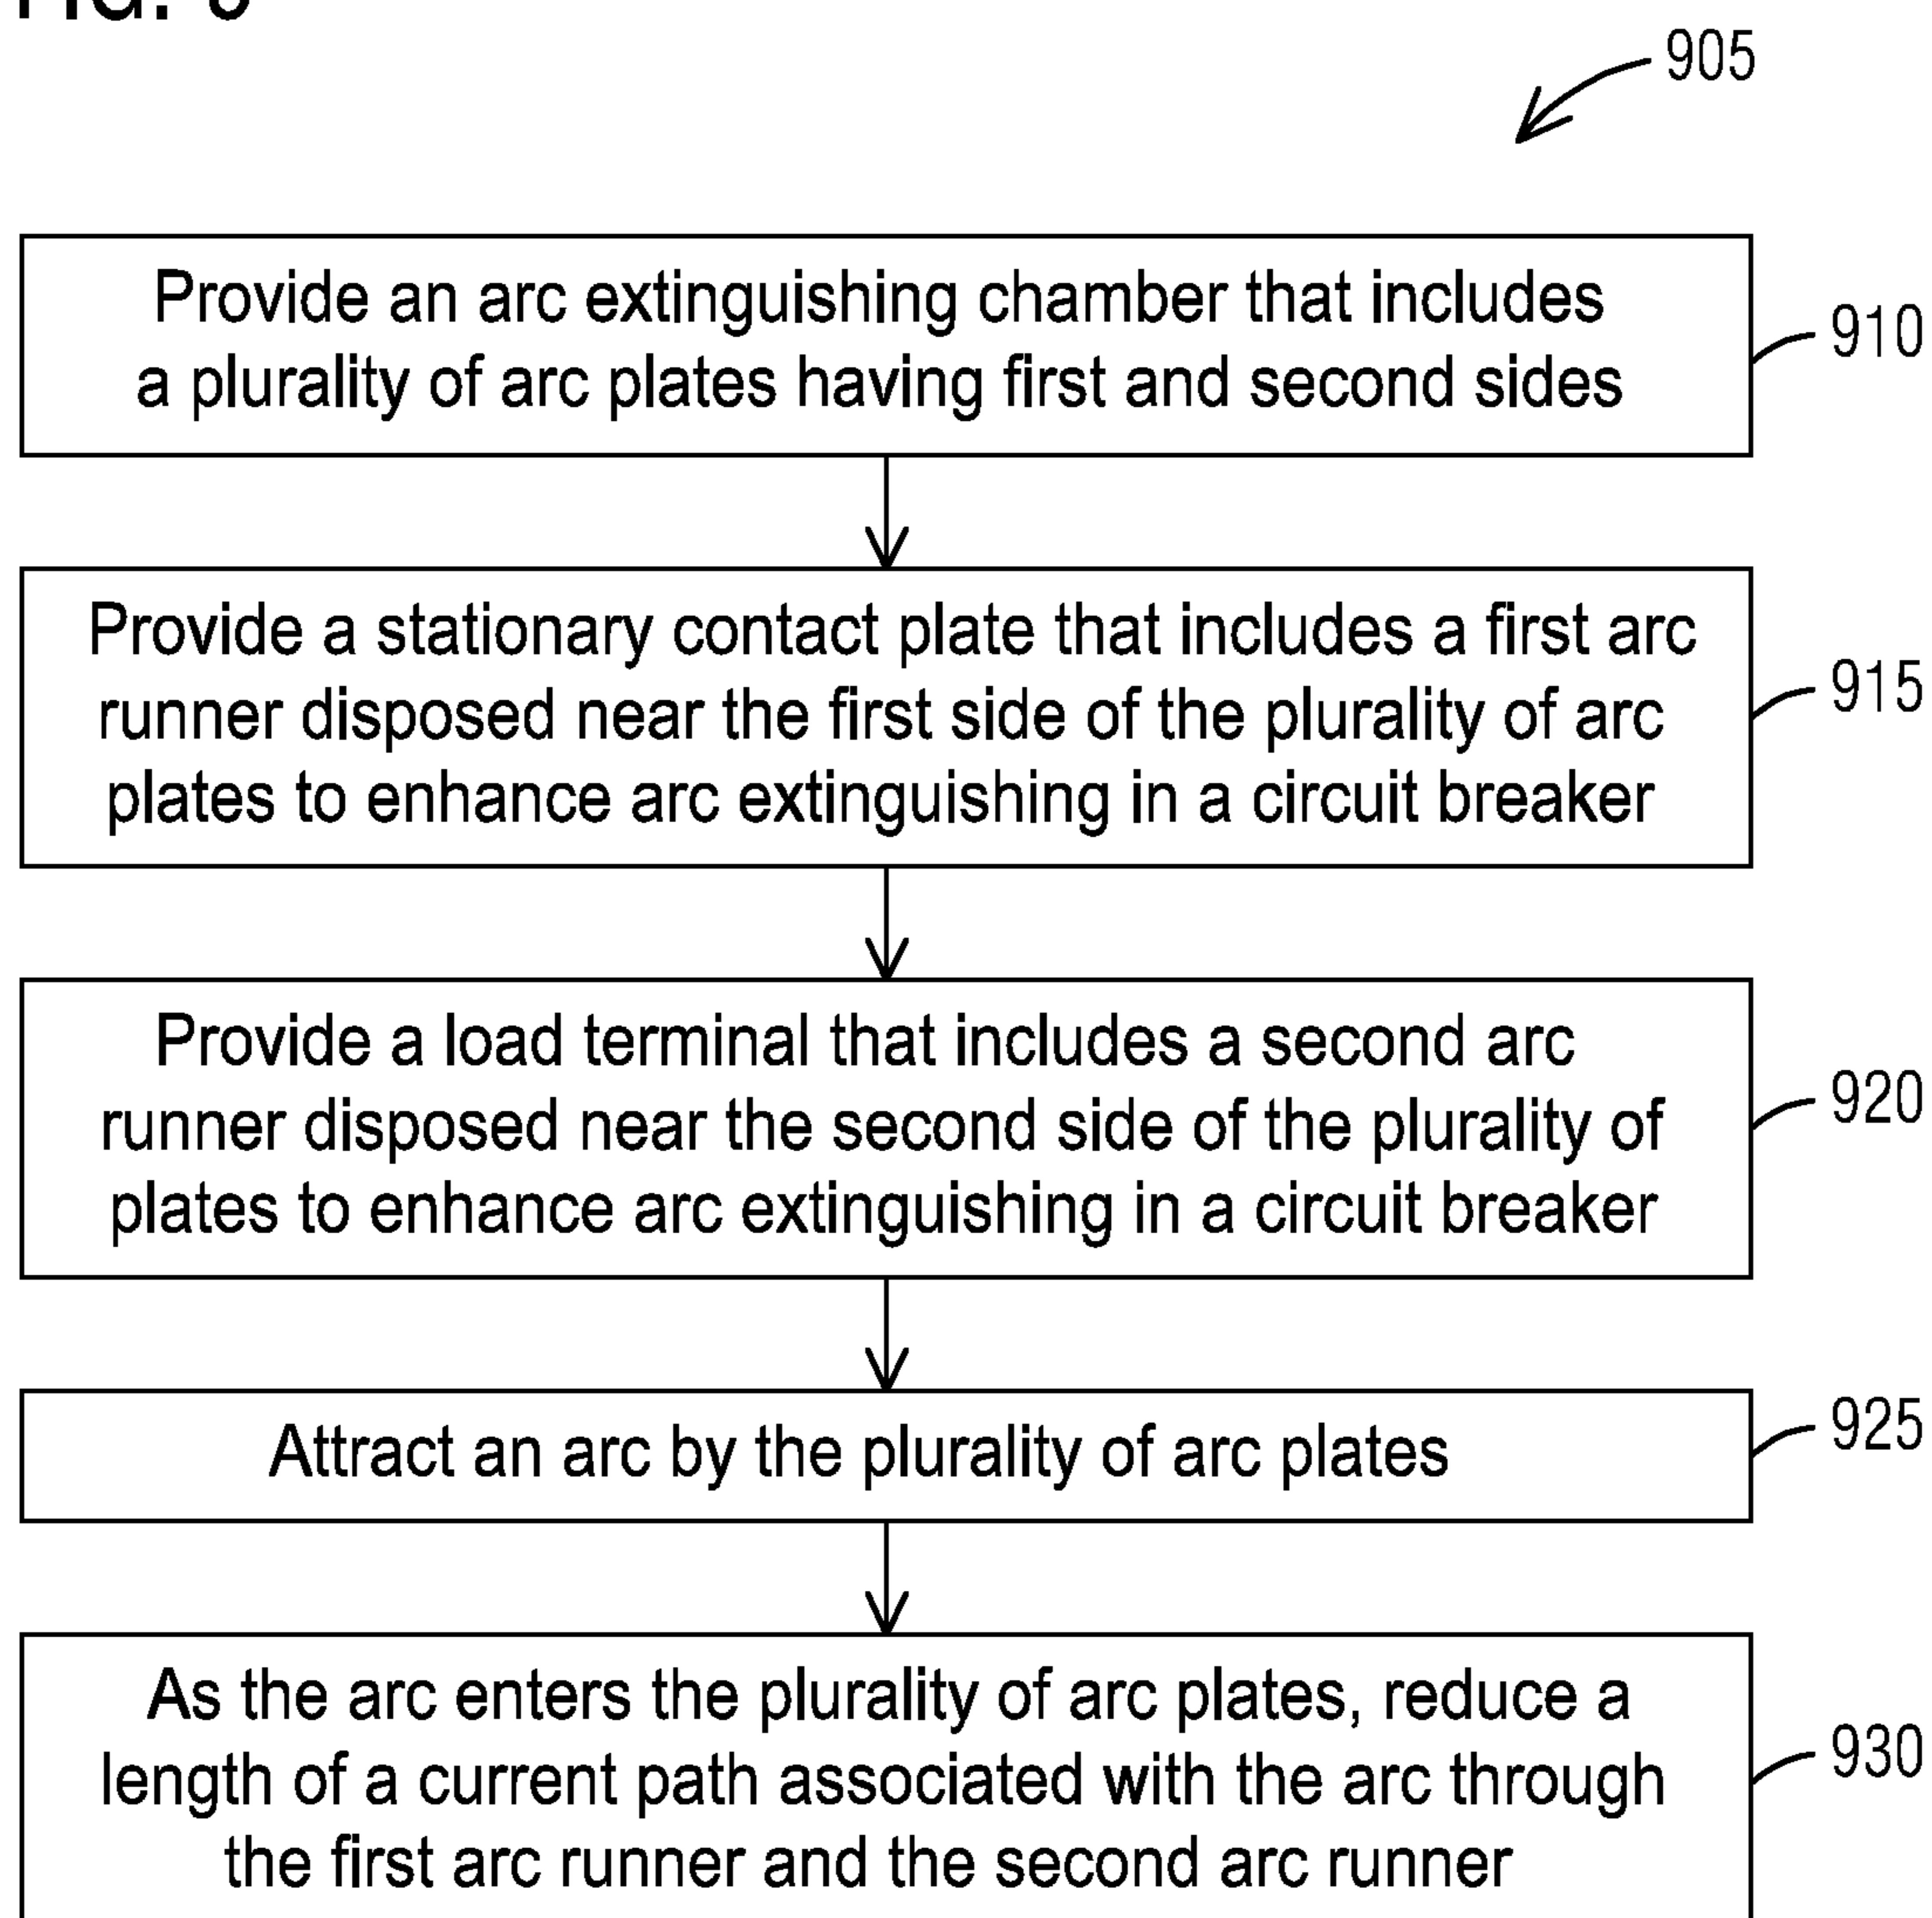 905
Provide an arc extinguishing chamber that includes
a plurality of arc plates having first and second sides
910
Provide a stationary contact plate that includes a first arc
runner disposed near the first side of the plurality of arc
plates to enhance arc extinguishing in a circuit breaker
915
Provide a load terminal that includes a second arc
runner disposed near the second side of the plurality of
plates to enhance arc extinguishing in a circuit breaker
920
Attract an arc by the plurality of arc plates
925
As the arc enters the plurality of arc plates, reduce a
length of a current path associated with the arc through
the first arc runner and the second arc runner
930